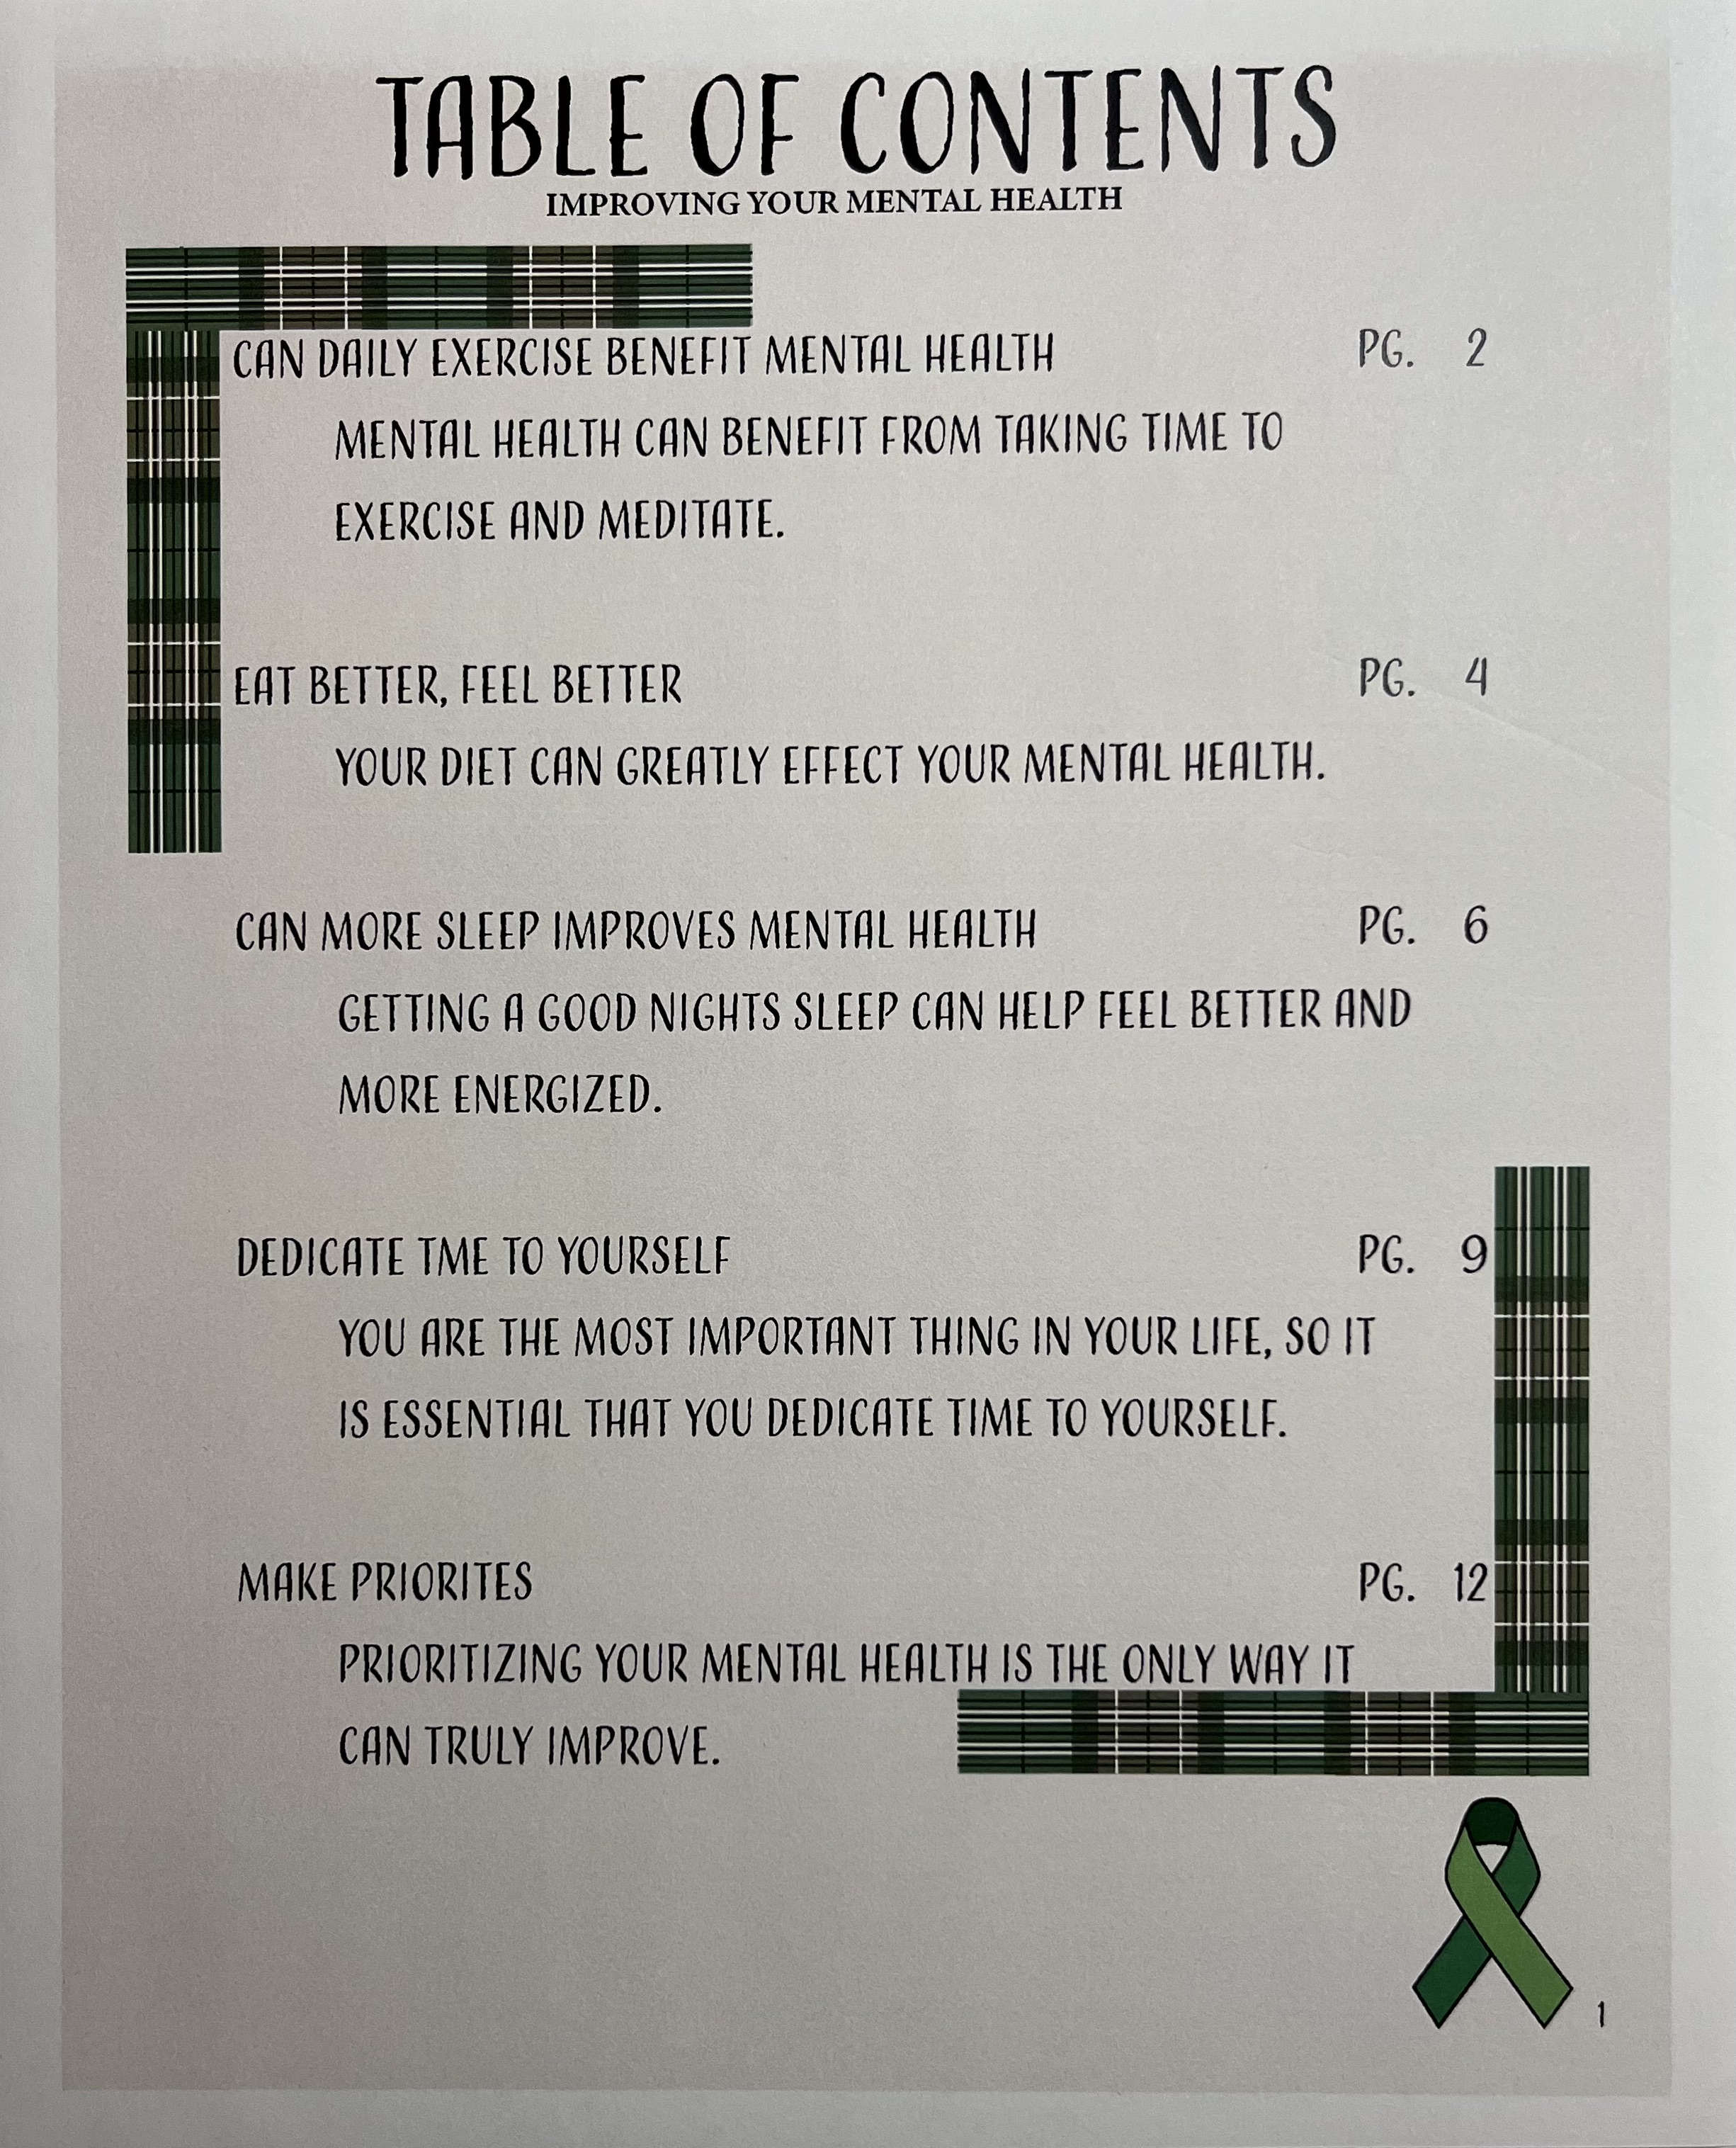 TABLE OF CONTENTS
IMPROVING YOUR MENTAL HEALTH
CAN DAILY EXERCISE BENEFIT MENTAL HEALTH PG. 2
MENTAL HEALTH CAN BENEFIT FROM TAKING TIME TO
EXERCISE AND MEDITATE.
EAT BETTER, FEEL BETTER PG. 4
YOUR DIET CAN GREATLY EFFECT YOUR MENTAL HEALTH.
CAN MORE SLEEP IMPROVES MENTAL HEALTH PG. 6
GETTING A GOOD NIGHTS SLEEP CAN HELP FEEL BETTER AND
MORE ENERGIZED.
DEDICATE TME TO YOURSELF PG. 9
YOU ARE THE MOST IMPORTANT THING IN YOUR LIFE, SO IT
IS ESSENTIAL THAT YOU DEDICATE TIME TO YOURSELF.
MAKE PRIORITES PG. 12
PRIORITIZING YOUR MENTAL HEALTH IS THE ONLY WAY IT
CAN TRULY IMPROVE.
1